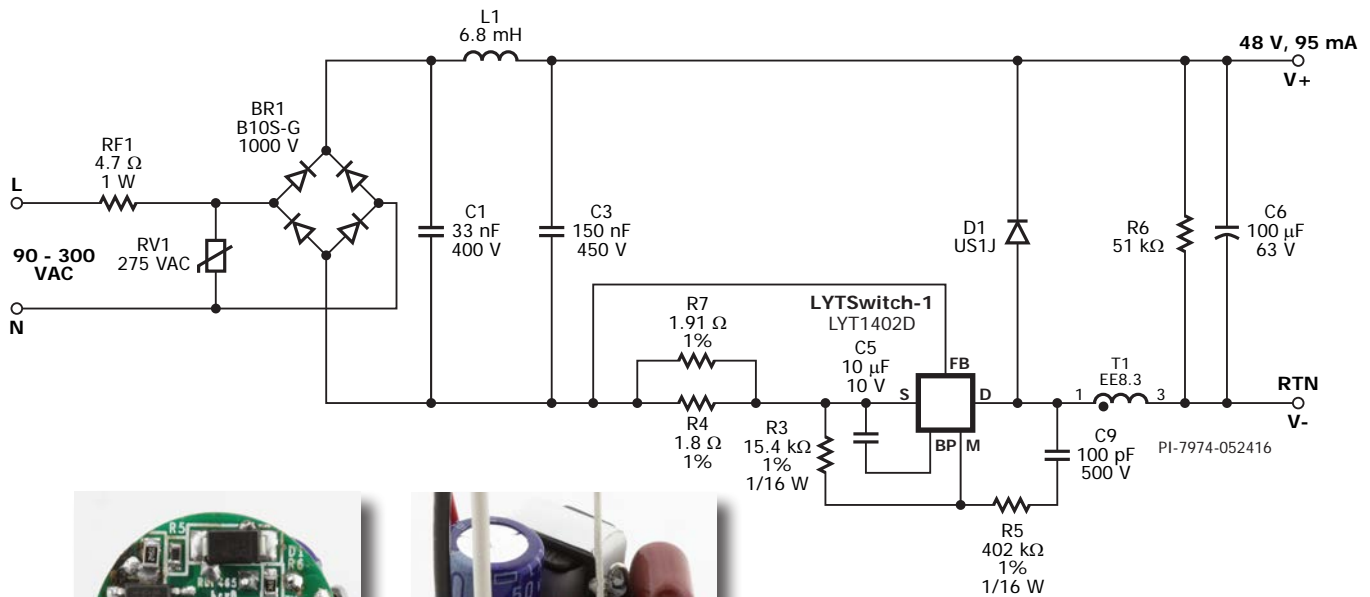 L1
6.8 mH
48 V, 95 mA
V+
BR1
B10S-G
1000 V
RF1
4.7 Ω
1 W
L
C1
33 nF
400 V
C3
150 nF
450 V
D1
US1J
R6
51 kΩ
C6
100 μF
63 V
RV1
275 VAC
90 - 300
VAC
N
R7
1.91 Ω
1%
LYTSwitch-1
LYT1402D
C5
10 μF
10 V
FB
T1
EE8.3
RTN
S
D
1
3
R4
1.8 Ω
1%
R3
15.4 kΩ
1%
1/16 W
BP
M
C9
100 pF
500 V
V-
PI-7974-052416
R5
402 kΩ
1%
1/16 W
R5
D1
R6